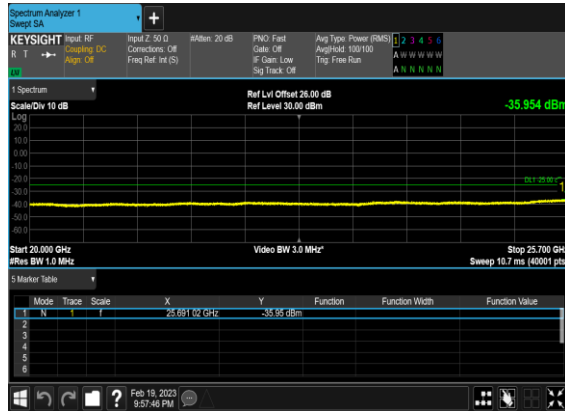 Spectrum Analyzer 1
Swept SA
+
KEYSIGHT Input: RF Input Z: 50 Ω #Atten: 20 dB PNO: Fast Avg Type: Power (RMS) 1 2 3 4 5 6
R T Coupling: DC Corrections: Off Gate: Off Avg|Hold: 100/100 A W W W W W
Align: Off Freq Ref: Int (S) IF Gain: Low Trig: Free Run
Sig Track: Off A N N N N N
1 Spectrum
Ref Lvl Offset 26.00 dB
Scale/Div 10 dB Ref Level 30.00 dBm -35.954 dBm
Log
20.0
10.0
0.00
-10.0
-20.0
DL1 -25.00
-30.0 1
-40.0
-50.0
-60.0
Start 20.000 GHz Video BW 3.0 MHz* Stop 25.700 GHz
#Res BW 1.0 MHz Sweep 10.7 ms (40001 pts)
5 Marker Table
Mode Trace Scale X Y Function Function Width Function Value
1 N 1 f 25.691 02 GHz -35.95 dBm
2
3
4
5
6
? Feb 19, 2023
9:57:46 PM